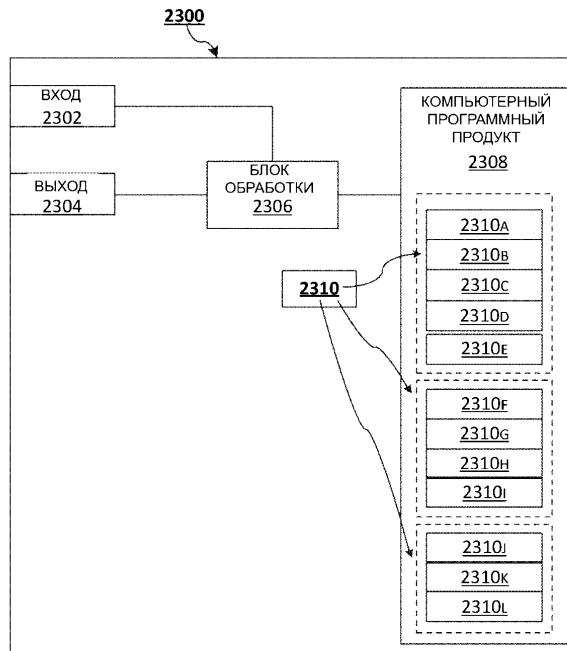 2300
ВХОД
2302
ВЫХОД
2304
БЛОК
ОБРАБОТКИ
2306
КОМПЬЮТЕРНЫЙ
ПРОГРАММНЫЙ
ПРОДУКТ
2308
2310
2310A
2310B
2310C
2310D
2310E
2310F
2310G
2310H
2310I
2310J
2310K
2310L